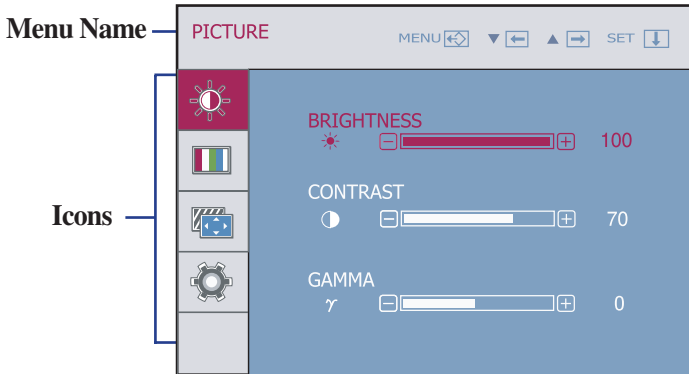 Menu Name
PICTURE MENU ▼ ▲ SET
BRIGHTNESS
100
CONTRAST
70
Icons
GAMMA
γ 0